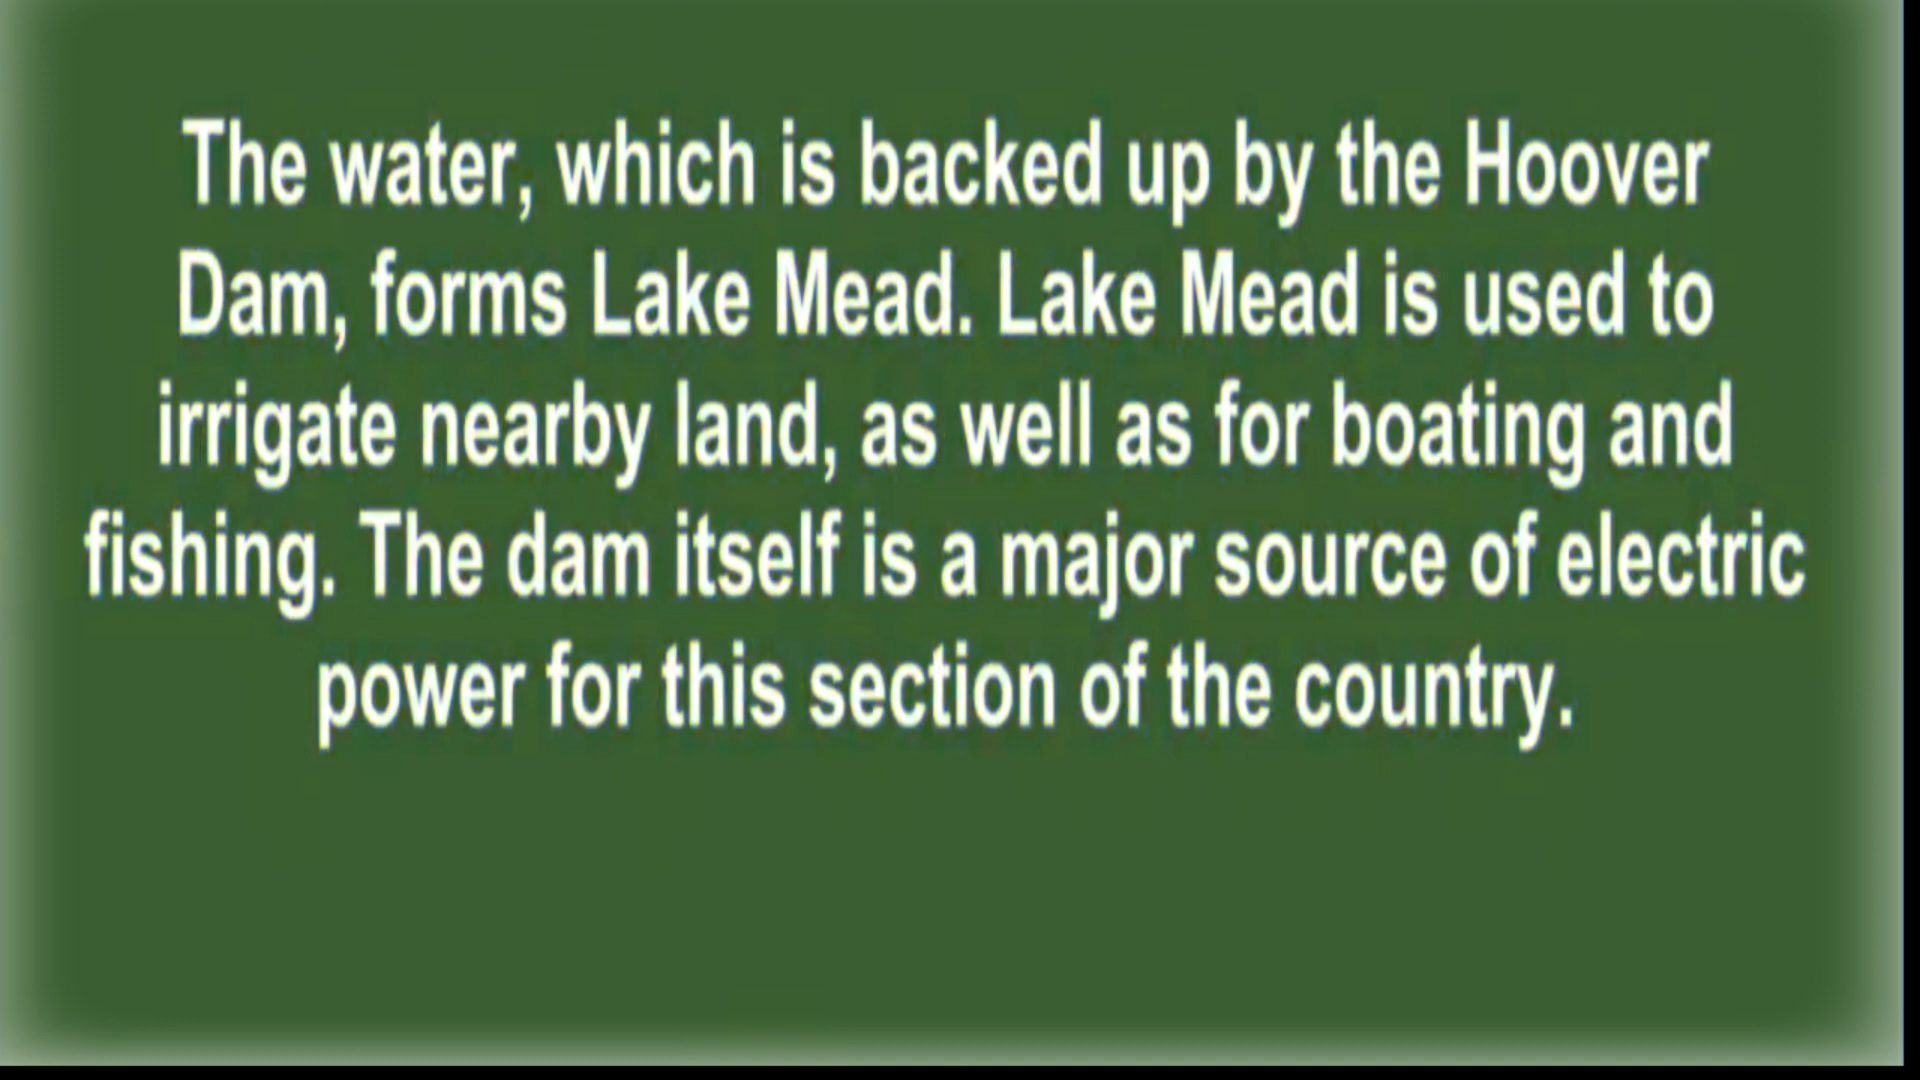 The water, which is backed up by the Hoover
Dam, forms Lake Mead. Lake Mead is used to
irrigate nearby land, as well as for boating and
fishing. The dam itself is a major source of electric
power for this section of the country.